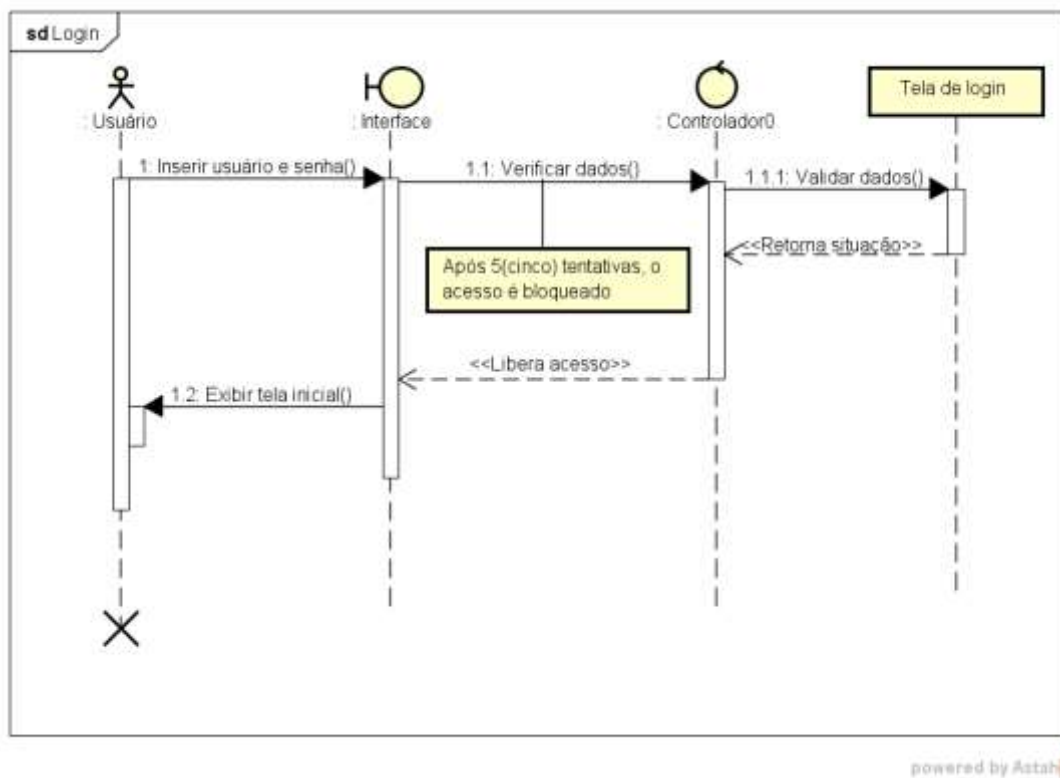 sd Login
: Usuário
: Interface
: Controlador0
Tela de login
1: Inserir usuário e senha()
1.1: Verificar dados()
1.1.1: Validar dados()
<<Retorna situação>>
Após 5(cinco) tentativas, o
acesso é bloqueado
<<Libera acesso>>
1.2: Exibir tela inicial()
powered by Astah